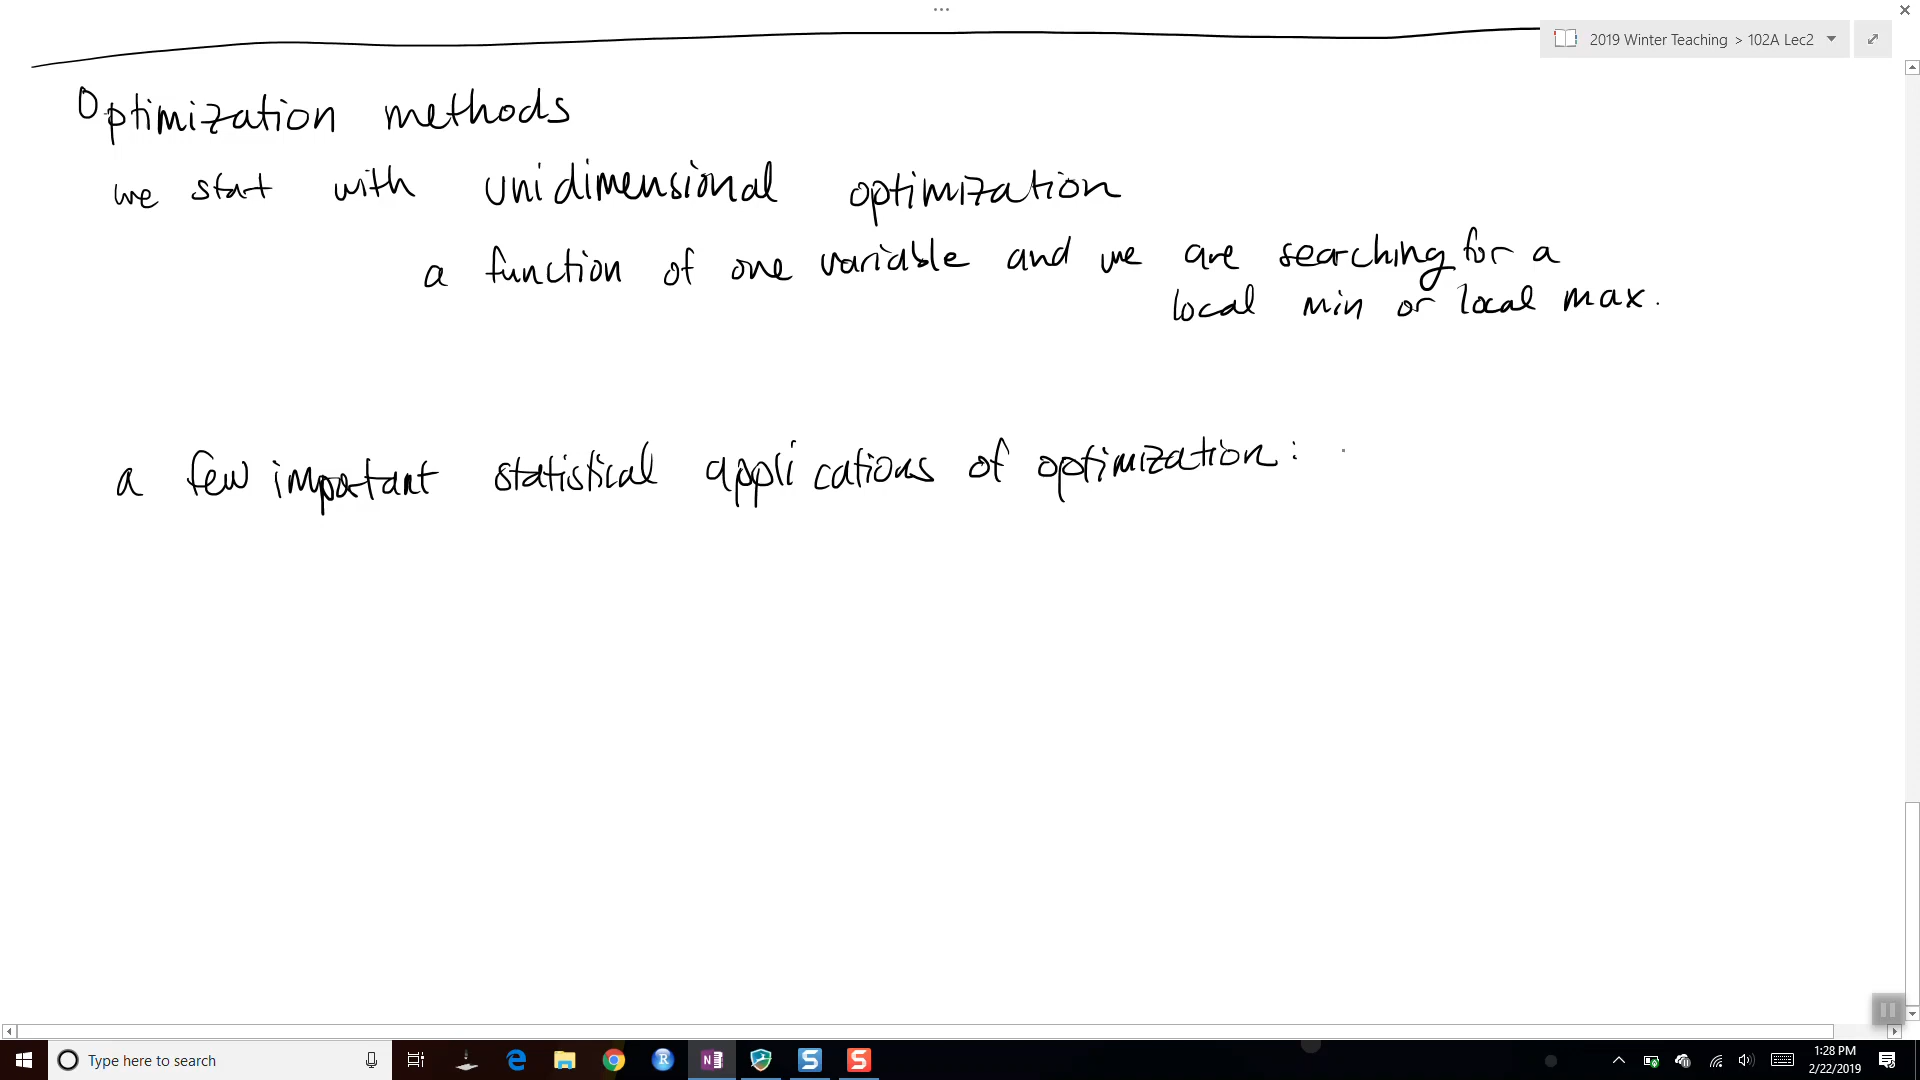 ...
2019 Winter Teaching > 102A Lec2
Optimization methods
we start with unidimensional optimization
a function of one variable and we are searching for a
local min or local max.
a few important statistical applications of optimization:
Type here to search
1:28 PM
2/22/2019